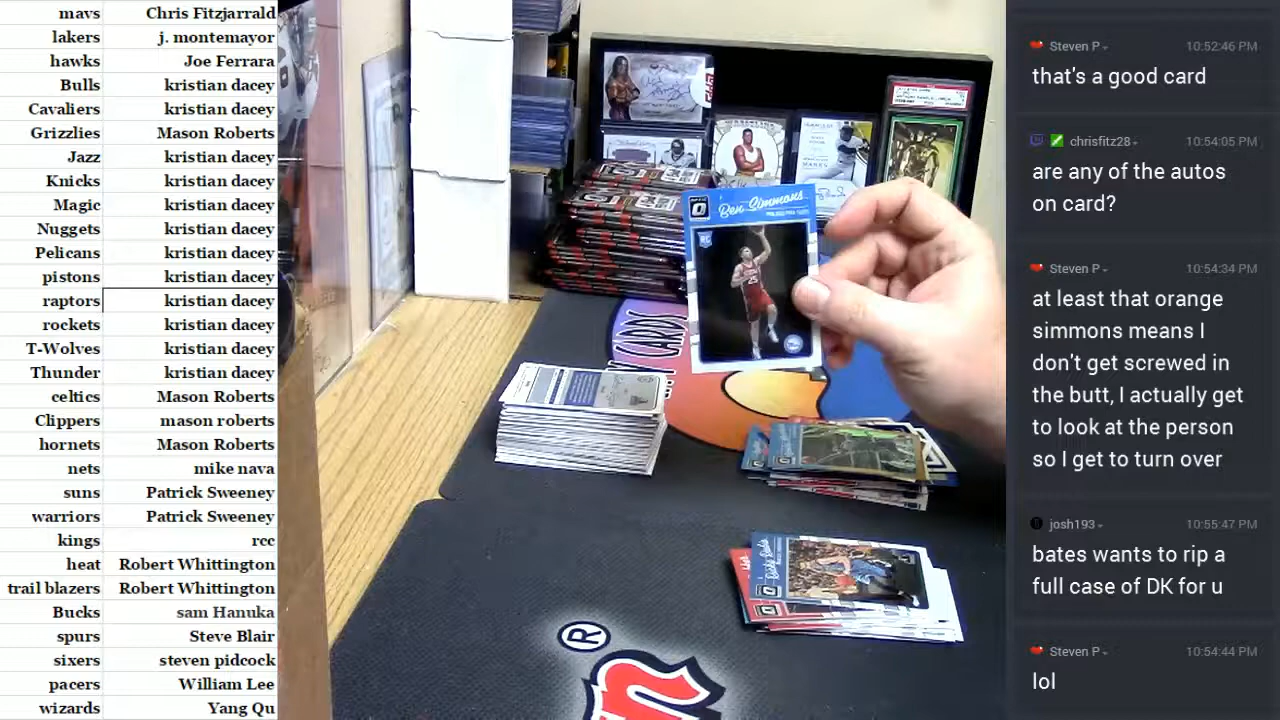 mavs Chris Fitzjarrald
lakers j. montemayor
hawks Joe Ferrara
Bulls kristian dacey
Cavaliers kristian dacey
Grizzlies Mason Roberts
Jazz kristian dacey
Knicks kristian dacey
Magic kristian dacey
Nuggets kristian dacey
Pelicans kristian dacey
pistons kristian dacey
raptors kristian dacey
rockets kristian dacey
T-Wolves kristian dacey
Thunder kristian dacey
celtics Mason Roberts
Clippers mason roberts
hornets Mason Roberts
nets mike nava
suns Patrick Sweeney
warriors Patrick Sweeney
kings rcc
heat Robert Whittington
trail blazers Robert Whittington
Bucks sam Hanuka
spurs Steve Blair
sixers steven pidcock
pacers William Lee
wizards Yang Qu
Ben Simmons
RC
CARDS
®
Steven P 10:52:46 PM
that's a good card
chrisfitz28 10:54:05 PM
are any of the autos
on card?
Steven P 10:54:34 PM
at least that orange
simmons means I
don't get screwed in
the butt, I actually get
to look at the person
so I get to turn over
josh193 10:55:47 PM
bates wants to rip a
full case of DK for u
Steven P 10:54:44 PM
lol